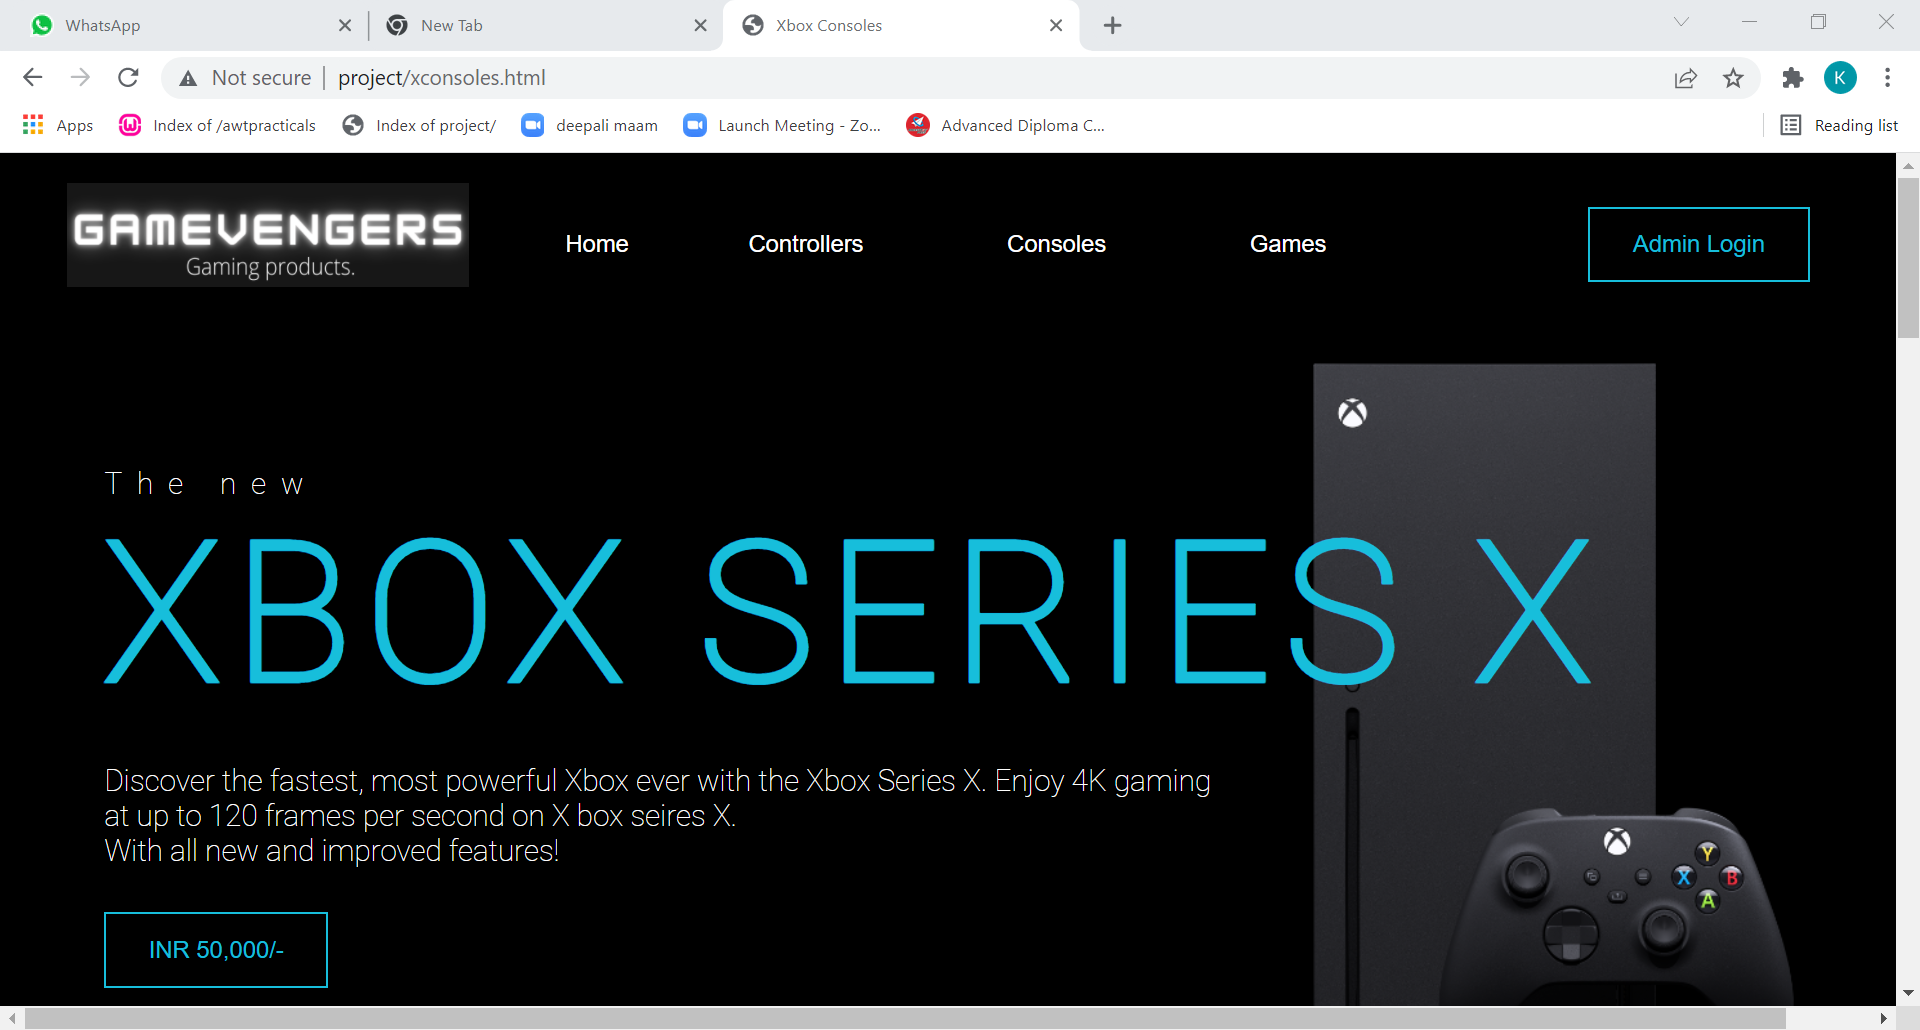 WhatsApp
New Tab
Xbox Consoles
Not secure
project/xconsoles.html
K
Apps
Index of /awtpracticals
Index of project/
deepali maam
Launch Meeting - Zo...
Advanced Diploma C...
Reading list
GAMEVENGERS
Gaming products.
Home
Controllers
Consoles
Games
Admin Login
The new
XBOX SERIES X
Discover the fastest, most powerful Xbox ever with the Xbox Series X. Enjoy 4K gaming
at up to 120 frames per second on X box seires X.
With all new and improved features!
Y
X
B
A
INR 50,000/-